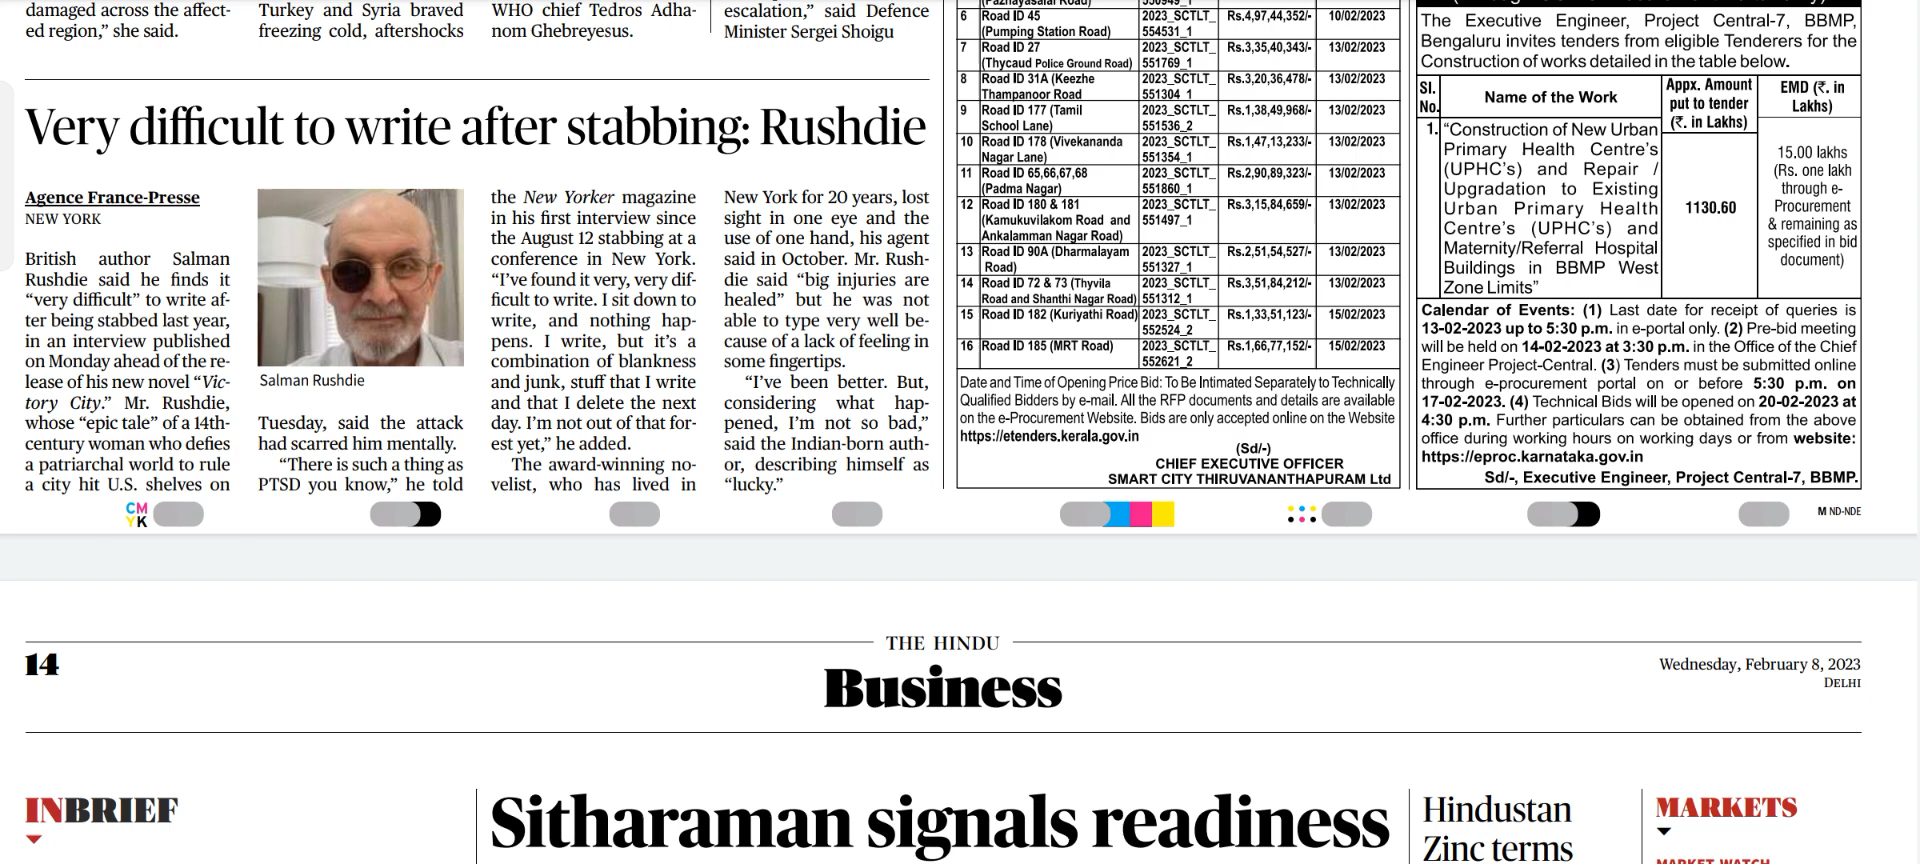 damaged across the affect-
ed region,” she said.
Turkey and Syria braved
freezing cold, aftershocks
WHO chief Tedros Adha-
nom Ghebreyesus.
escalation,” said Defence
Minister Sergei Shoigu
Very difficult to write after stabbing: Rushdie
Agence France-Presse
NEW YORK
British author Salman
Rushdie said he finds it
“very difficult” to write af-
ter being stabbed last year,
in an interview published
on Monday ahead of the re-
lease of his new novel “Vic-
tory City.” Mr. Rushdie,
whose “epic tale” of a 14th-
century woman who defies
a patriarchal world to rule
a city hit U.S. shelves on
Salman Rushdie
Tuesday, said the attack
had scarred him mentally.
“There is such a thing as
PTSD you know,” he told
the New Yorker magazine
in his first interview since
the August 12 stabbing at a
conference in New York.
“I’ve found it very, very dif-
ficult to write. I sit down to
write, and nothing hap-
pens. I write, but it’s a
combination of blankness
and junk, stuff that I write
and that I delete the next
day. I’m not out of that for-
est yet,” he added.
The award-winning no-
velist, who has lived in
New York for 20 years, lost
sight in one eye and the
use of one hand, his agent
said in October. Mr. Rush-
die said “big injuries are
healed” but he was not
able to type very well be-
cause of a lack of feeling in
some fingertips.
“I’ve been better. But,
considering what hap-
pened, I’m not so bad,”
said the Indian-born auth-
or, describing himself as
“lucky.”
6 Road ID 45 2023_SCTLT_ Rs.4,97,44,352/- 10/02/2023
(Pumping Station Road) 554531_1
7 Road ID 27 2023_SCTLT_ Rs.3,35,40,343/- 13/02/2023
(Thycaud Police Ground Road) 551769_1
8 Road ID 31A (Keezhe 2023_SCTLT_ Rs.3,20,36,478/- 13/02/2023
Thampanoor Road 551304_1
9 Road ID 177 (Tamil 2023_SCTLT_ Rs.1,38,49,968/- 13/02/2023
School Lane) 551536_2
10 Road ID 178 (Vivekananda 2023_SCTLT_ Rs.1,47,13,233/- 13/02/2023
Nagar Lane) 551354_1
11 Road ID 65,66,67,68 2023_SCTLT_ Rs.2,90,89,323/- 13/02/2023
(Padma Nagar) 551860_1
12 Road ID 180 & 181 2023_SCTLT_ Rs.3,15,84,659/- 13/02/2023
(Kamukuvilakom Road and 551497_1
Ankalamman Nagar Road)
13 Road ID 90A (Dharmalayam 2023_SCTLT_ Rs.2,51,54,527/- 13/02/2023
Road) 551327_1
14 Road ID 72 & 73 (Thyvila 2023_SCTLT_ Rs.3,51,84,212/- 13/02/2023
Road and Shanthi Nagar Road) 551312_1
15 Road ID 182 (Kuriyathi Road) 2023_SCTLT_ Rs.1,33,51,123/- 15/02/2023
552524_2
16 Road ID 185 (MRT Road) 2023_SCTLT_ Rs.1,66,77,152/- 15/02/2023
552621_2
Date and Time of Opening Price Bid: To Be Intimated Separately to Technically
Qualified Bidders by e-mail. All the RFP documents and details are available
on the e-Procurement Website. Bids are only accepted online on the Website
https://etenders.kerala.gov.in
(Sd/-)
CHIEF EXECUTIVE OFFICER
SMART CITY THIRUVANANTHAPURAM Ltd
The Executive Engineer, Project Central-7, BBMP,
Bengaluru invites tenders from eligible Tenderers for the
Construction of works detailed in the table below.
Sl. No.
Name of the Work
Appx. Amount
put to tender
(₹. in Lakhs)
EMD (₹. in
Lakhs)
1. “Construction of New Urban
Primary Health Centre’s
(UPHC’s) and Repair /
Upgradation to Existing
Urban Primary Health
Centre’s (UPHC’s) and
Maternity/Referral Hospital
Buildings in BBMP West
Zone Limits”
1130.60
15.00 lakhs
(Rs. one lakh
through e-
Procurement
& remaining as
specified in bid
document)
Calendar of Events: (1) Last date for receipt of queries is
13-02-2023 up to 5:30 p.m. in e-portal only. (2) Pre-bid meeting
will be held on 14-02-2023 at 3:30 p.m. in the Office of the Chief
Engineer Project-Central. (3) Tenders must be submitted online
through e-procurement portal on or before 5:30 p.m. on
17-02-2023. (4) Technical Bids will be opened on 20-02-2023 at
4:30 p.m. Further particulars can be obtained from the above
office during working hours on working days or from website:
https://eproc.karnataka.gov.in
Sd/-, Executive Engineer, Project Central-7, BBMP.
CM
YK
M ND-NDE
THE HINDU
14
Business
Wednesday, February 8, 2023
DELHI
INBRIEF
Sitharaman signals readiness
Hindustan
Zinc terms
MARKETS
MARKET WATCH